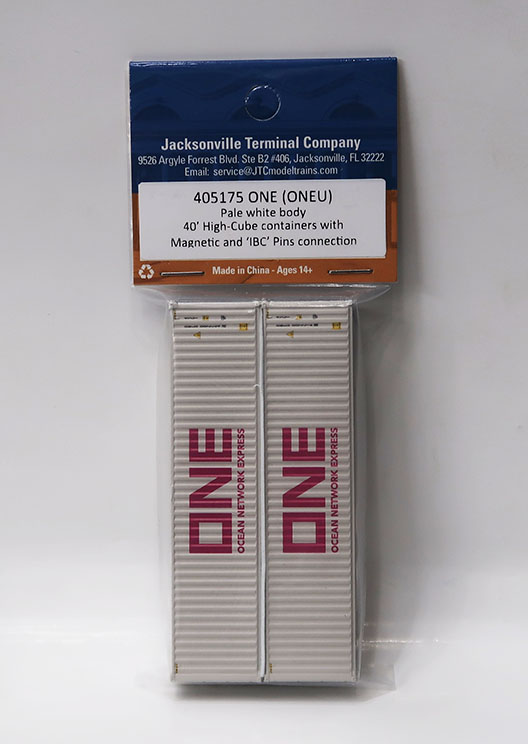 Jacksonville Terminal Company
9526 Argyle Forrest Blvd. Ste B2 #406, Jacksonville, FL 32222
Email: service@JTCmodeltrains.com
405175 ONE (ONEU)
Pale white body
40' High-Cube containers with
Magnetic and 'IBC' Pins connection
Made in China - Ages 14+
ONE
OCEAN NETWORK EXPRESS
ONE
OCEAN NETWORK EXPRESS